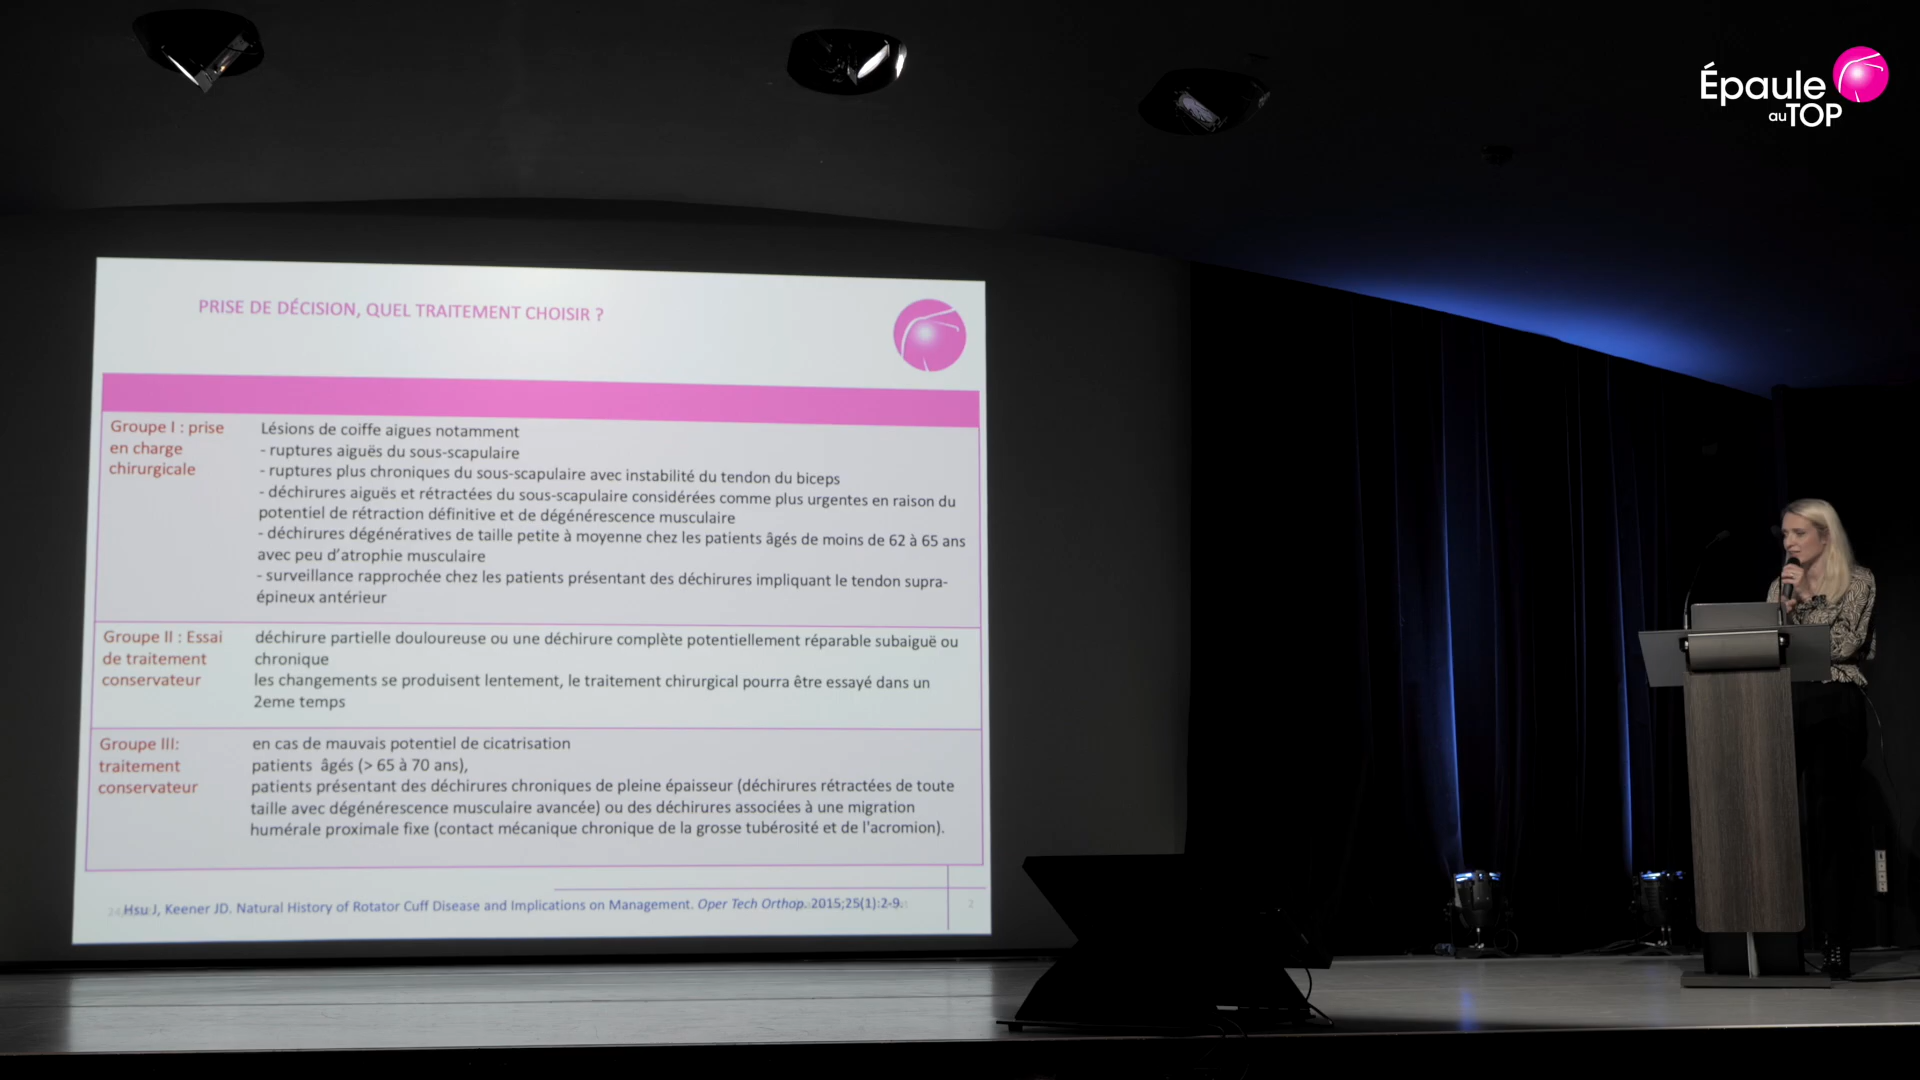 Épaule
au TOP
PRISE DE DÉCISION, QUEL TRAITEMENT CHOISIR ?
Groupe I : prise
en charge
chirurgicale
Lésions de coiffe aigues notamment
- ruptures aiguës du sous-scapulaire
- ruptures plus chroniques du sous-scapulaire avec instabilité du tendon du biceps
- déchirures aiguës et rétractées du sous-scapulaire considérées comme plus urgentes en raison du
potentiel de rétraction définitive et de dégénérescence musculaire
- déchirures dégénératives de taille petite à moyenne chez les patients âgés de moins de 62 à 65 ans
avec peu d'atrophie musculaire
- surveillance rapprochée chez les patients présentant des déchirures impliquant le tendon supra-
épineux antérieur
Groupe II : Essai
de traitement
conservateur
déchirure partielle douloureuse ou une déchirure complète potentiellement réparable subaiguë ou
chronique
les changements se produisent lentement, le traitement chirurgical pourra être essayé dans un
2eme temps
Groupe III:
traitement
conservateur
en cas de mauvais potentiel de cicatrisation
patients âgés (> 65 à 70 ans),
patients présentant des déchirures chroniques de pleine épaisseur (déchirures rétractées de toute
taille avec dégénérescence musculaire avancée) ou des déchirures associées à une migration
humérale proximale fixe (contact mécanique chronique de la grosse tubérosité et de l'acromion).
Hsu J, Keener JD. Natural History of Rotator Cuff Disease and Implications on Management. Oper Tech Orthop. 2015;25(1):2-9.
2